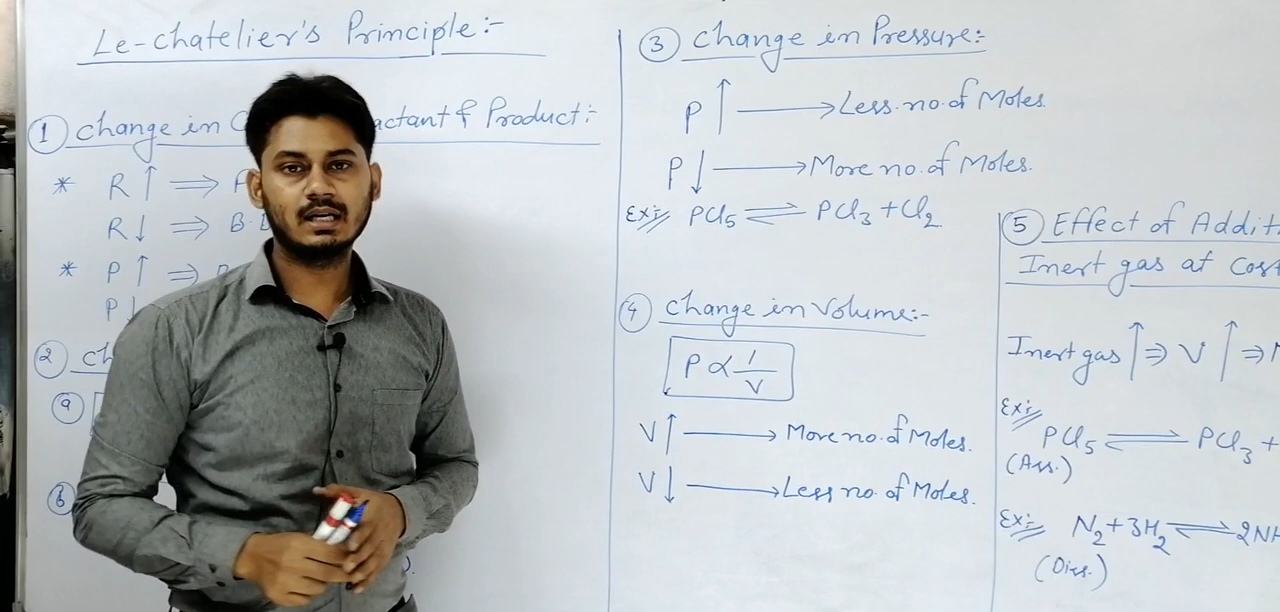 Le-chatelier's Principle:-
① Change in C actant & Product:-
* R ↑ ⇒
R ↓ ⇒ B.
* P ↑ ⇒
P ↓
②
ⓐ
ⓑ
③ Change in Pressure:-
P ↑ ⟶ Less. no. of Moles.
P ↓ ⟶ More no. of Moles.
Ex:- PCl5 ⇌ PCl3 + Cl2
④ Change in Volume:-
P ∝ 1/V
V ↑ ⟶ More no. of Moles.
V ↓ ⟶ Less no. of Moles.
⑤ Effect of Addit
Inert gas at Cost
Inert gas ↑ ⇒ V ↑ ⇒
Ex:-
PCl5 ⇌ PCl3 +
(Ass.)
Ex:- N2 + 3H2 ⇌ 2NH
(Diss.)